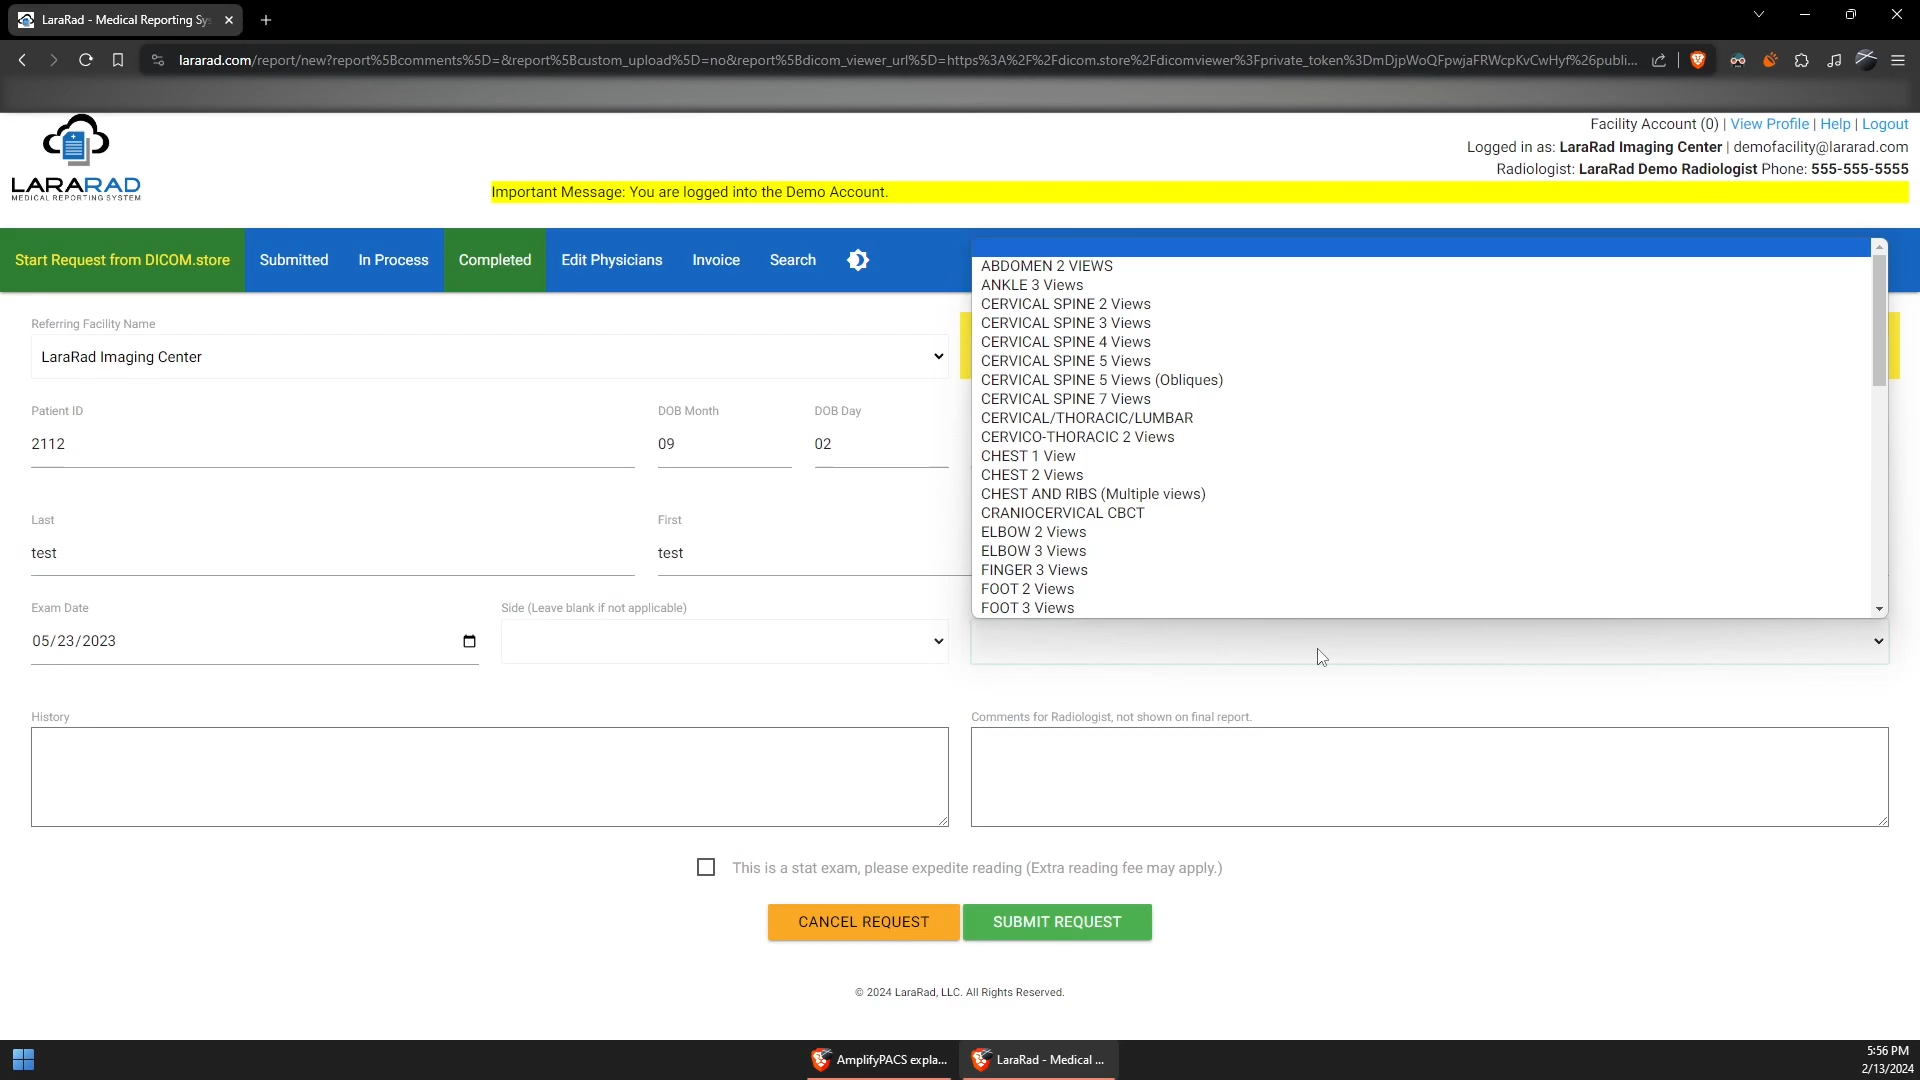 LaraRad - Medical Reporting Sy
lararad.com/report/new?report%5Bcomments%5D=&report%5Bcustom_upload%5D=no&report%5Bdicom_viewer_url%5D=https%3A%2F%2Fdicom.store%2Fdicomviewer%3Fprivate_token%3DmDjpWoQFpwjaFRWcpKvCwHyf%26publi...
LARARAD
MEDICAL REPORTING SYSTEM
Facility Account (0) | View Profile | Help | Logout
Logged in as: LaraRad Imaging Center | demofacility@lararad.com
Radiologist: LaraRad Demo Radiologist Phone: 555-555-5555
Important Message: You are logged into the Demo Account.
Start Request from DICOM.store Submitted In Process Completed Edit Physicians Invoice Search
Referring Facility Name
LaraRad Imaging Center
Patient ID DOB Month DOB Day
2112 09 02
Last First
test test
Exam Date Side (Leave blank if not applicable)
05/23/2023
ABDOMEN 2 VIEWS
ANKLE 3 Views
CERVICAL SPINE 2 Views
CERVICAL SPINE 3 Views
CERVICAL SPINE 4 Views
CERVICAL SPINE 5 Views
CERVICAL SPINE 5 Views (Obliques)
CERVICAL SPINE 7 Views
CERVICAL/THORACIC/LUMBAR
CERVICO-THORACIC 2 Views
CHEST 1 View
CHEST 2 Views
CHEST AND RIBS (Multiple views)
CRANIOCERVICAL CBCT
ELBOW 2 Views
ELBOW 3 Views
FINGER 3 Views
FOOT 2 Views
FOOT 3 Views
History
Comments for Radiologist, not shown on final report.
This is a stat exam, please expedite reading (Extra reading fee may apply.)
CANCEL REQUEST SUBMIT REQUEST
© 2024 LaraRad, LLC. All Rights Reserved.
AmplifyPACS expla... LaraRad - Medical ...
5:56 PM
2/13/2024